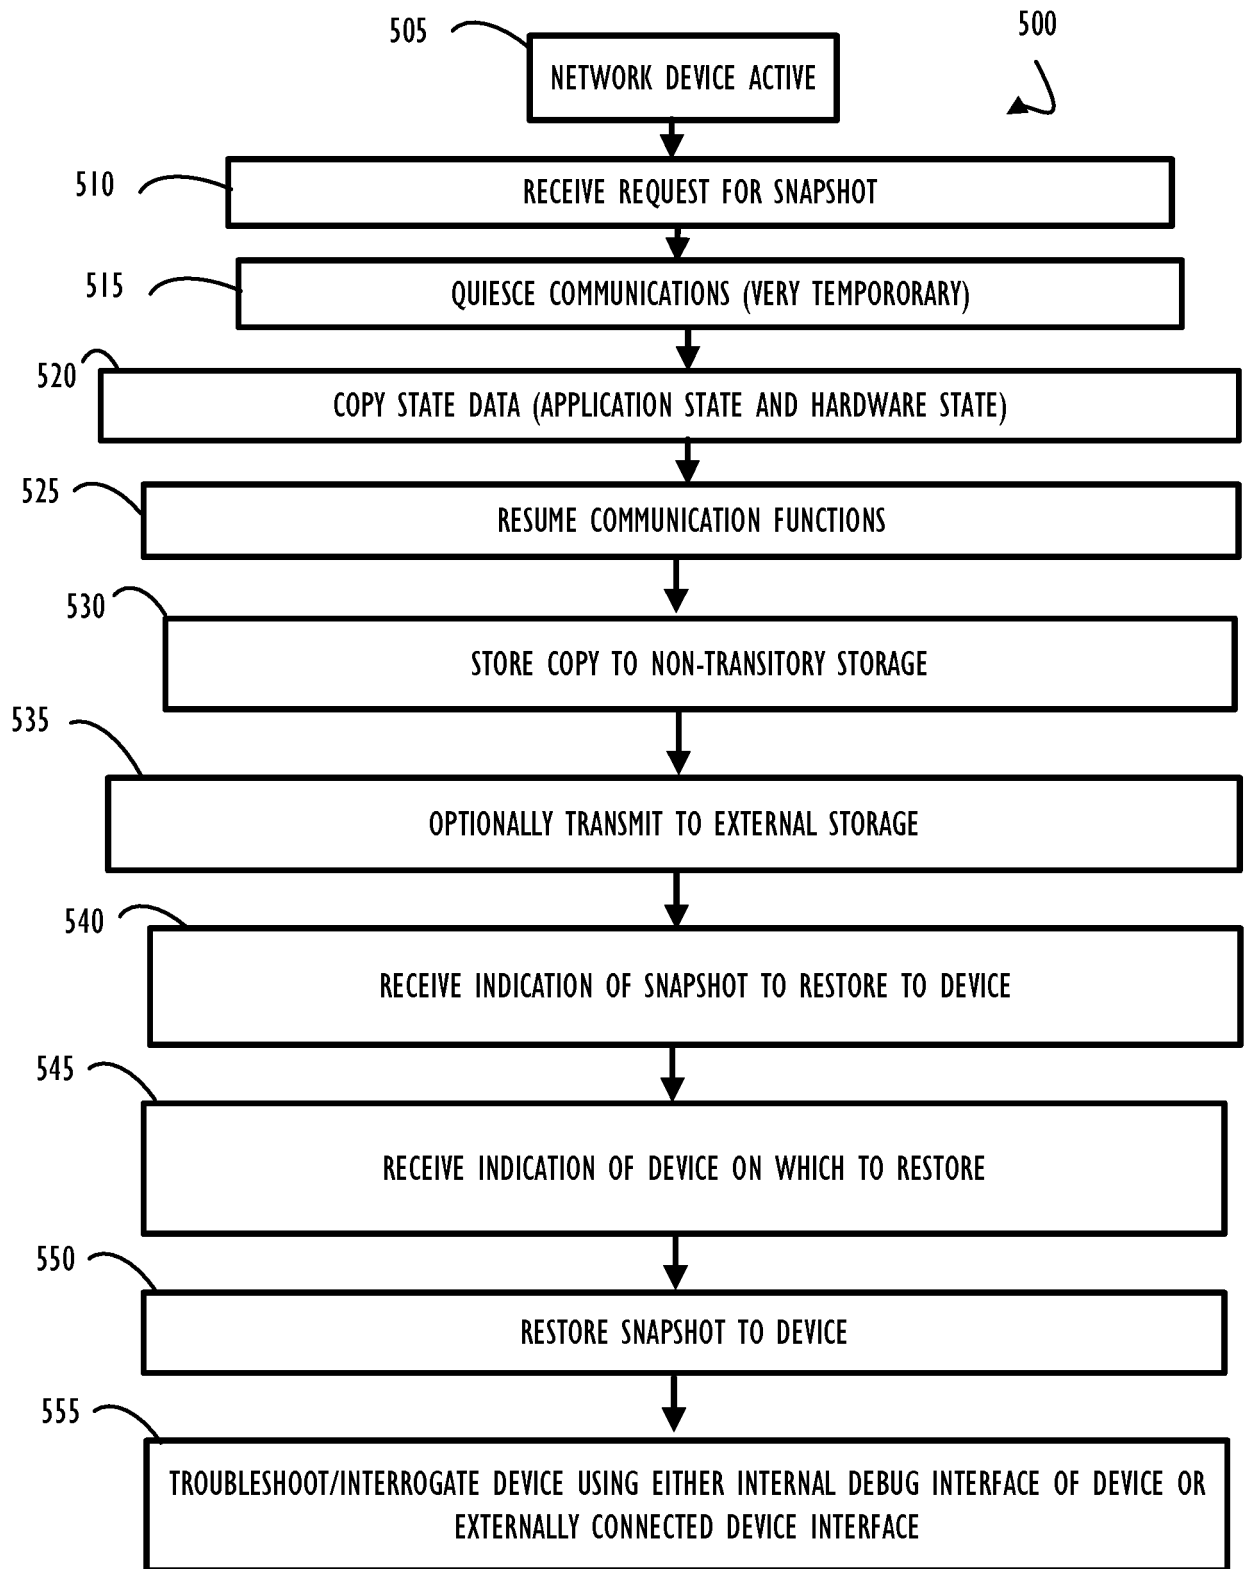 505
500
NETWORK DEVICE ACTIVE
510
RECEIVE REQUEST FOR SNAPSHOT
515
QUIESCE COMMUNICATIONS (VERY TEMPORORARY)
520
COPY STATE DATA (APPLICATION STATE AND HARDWARE STATE)
525
RESUME COMMUNICATION FUNCTIONS
530
STORE COPY TO NON-TRANSITORY STORAGE
535
OPTIONALLY TRANSMIT TO EXTERNAL STORAGE
540
RECEIVE INDICATION OF SNAPSHOT TO RESTORE TO DEVICE
545
RECEIVE INDICATION OF DEVICE ON WHICH TO RESTORE
550
RESTORE SNAPSHOT TO DEVICE
555
TROUBLESHOOT/INTERROGATE DEVICE USING EITHER INTERNAL DEBUG INTERFACE OF DEVICE OR
EXTERNALLY CONNECTED DEVICE INTERFACE